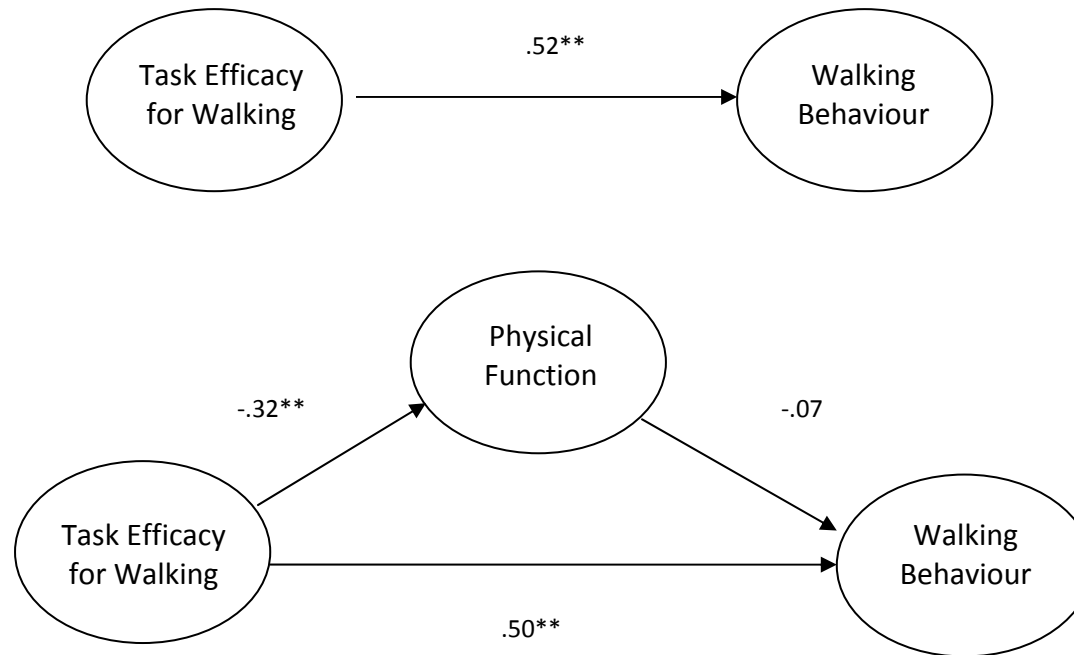 .52**
Task Efficacy
for Walking
Walking
Behaviour
Physical
Function
-.32**
-.07
Task Efficacy
for Walking
Walking
Behaviour
.50**